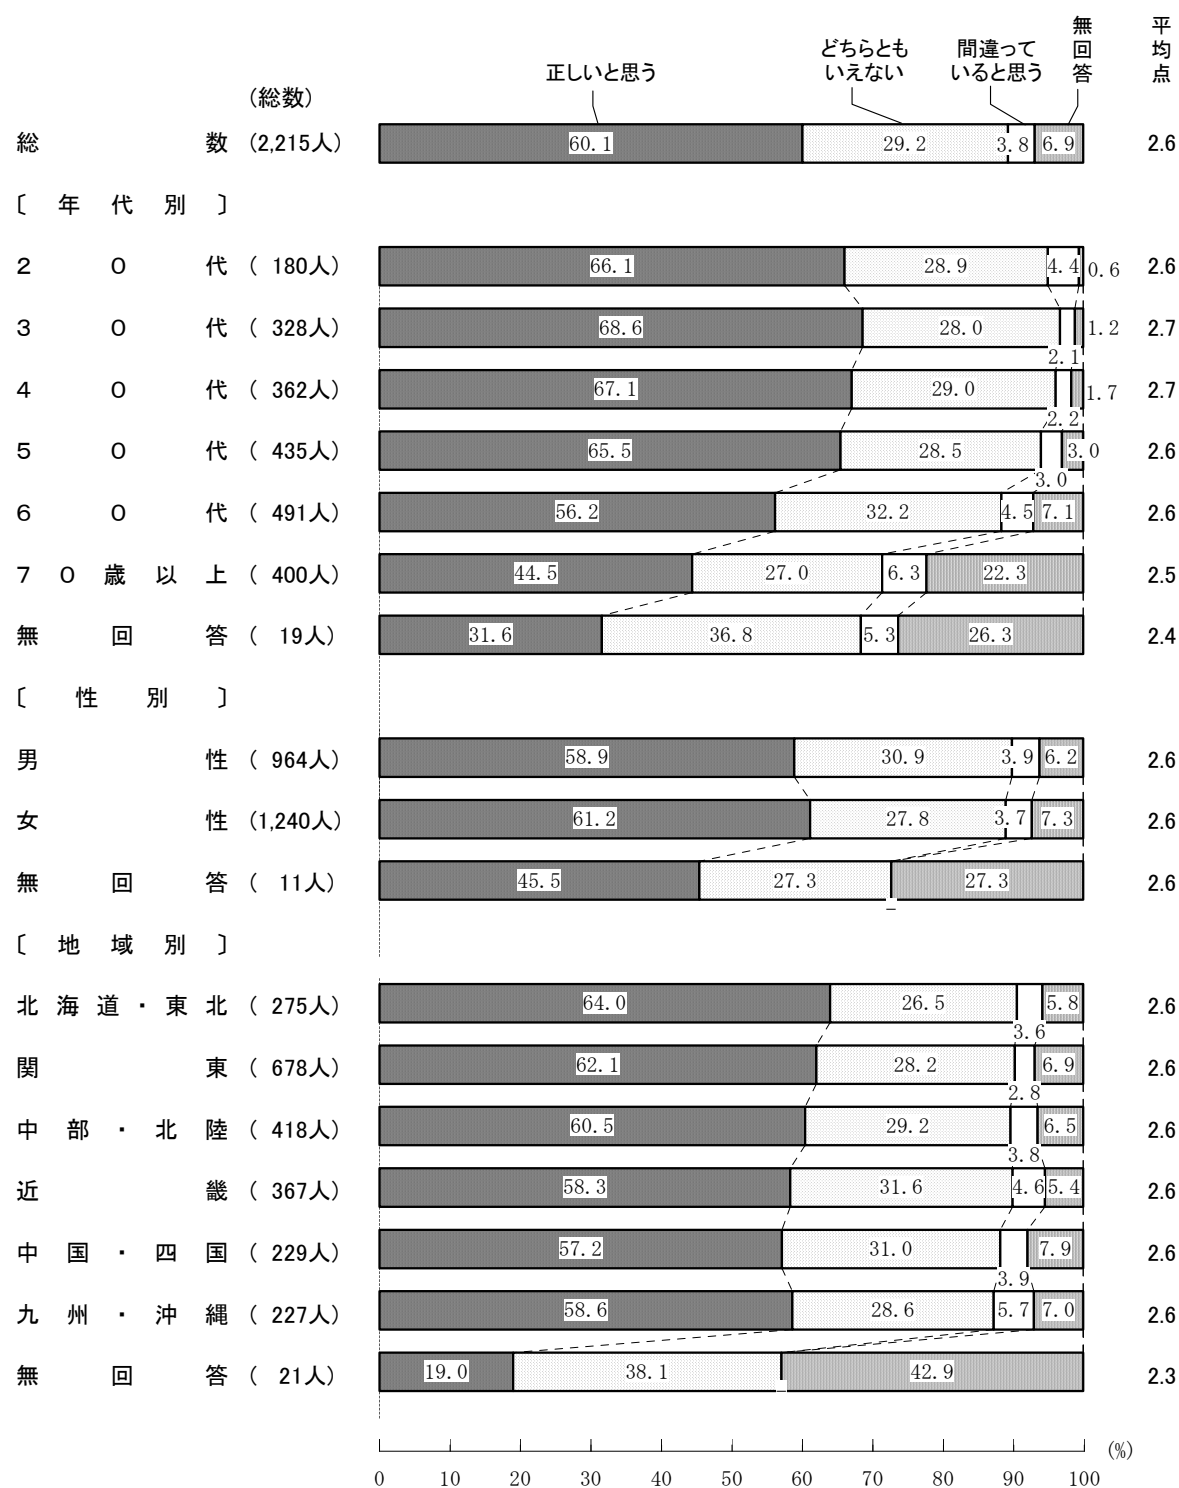 正しいと思う
どちらとも
いえない
間違って
いると思う
無回答
平均点
(総数)
総数 (2,215人) 60.1 29.2 3.8 6.9 2.6
〔年代別〕
20代 ( 180人) 66.1 28.9 4.4 0.6 2.6
30代 ( 328人) 68.6 28.0 2.1 1.2 2.7
40代 ( 362人) 67.1 29.0 2.2 1.7 2.7
50代 ( 435人) 65.5 28.5 3.0 3.0 2.6
60代 ( 491人) 56.2 32.2 4.5 7.1 2.6
70歳以上 ( 400人) 44.5 27.0 6.3 22.3 2.5
無回答 ( 19人) 31.6 36.8 5.3 26.3 2.4
〔性別〕
男性 ( 964人) 58.9 30.9 3.9 6.2 2.6
女性 (1,240人) 61.2 27.8 3.7 7.3 2.6
無回答 ( 11人) 45.5 27.3 – 27.3 2.6
〔地域別〕
北海道・東北 ( 275人) 64.0 26.5 3.6 5.8 2.6
関東 ( 678人) 62.1 28.2 2.8 6.9 2.6
中部・北陸 ( 418人) 60.5 29.2 3.8 6.5 2.6
近畿 ( 367人) 58.3 31.6 4.6 5.4 2.6
中国・四国 ( 229人) 57.2 31.0 3.9 7.9 2.6
九州・沖縄 ( 227人) 58.6 28.6 5.7 7.0 2.6
無回答 ( 21人) 19.0 38.1 – 42.9 2.3
(%)
0 10 20 30 40 50 60 70 80 90 100